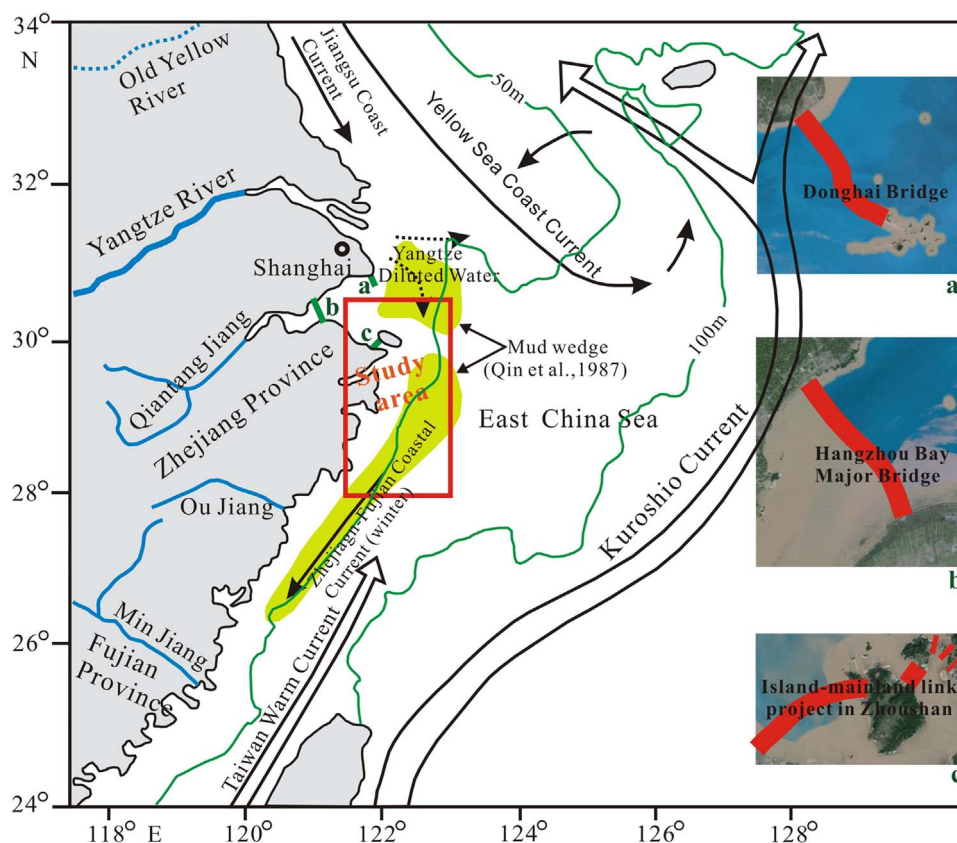 34°
N
32°
30°
28°
26°
24°
118° E
120°
122°
124°
126°
128°
Old Yellow
River
Jiangsu Coast
Current
50m
Yellow Sea Coast Current
Yangtze River
Shanghai
Yangtze
Diluted Water
a
b
c
100m
Mud wedge
(Qin et al.,1987)
Study
area
Qiantang Jiang
Zhejiang Province
East China Sea
Ou Jiang
Zhejiagn-Fujian Coastal
Current (winter)
Kuroshio Current
Min Jiang
Fujian
Province
Taiwan Warm Current
Donghai Bridge
a
Hangzhou Bay
Major Bridge
b
Island-mainland link
project in Zhoushan
c